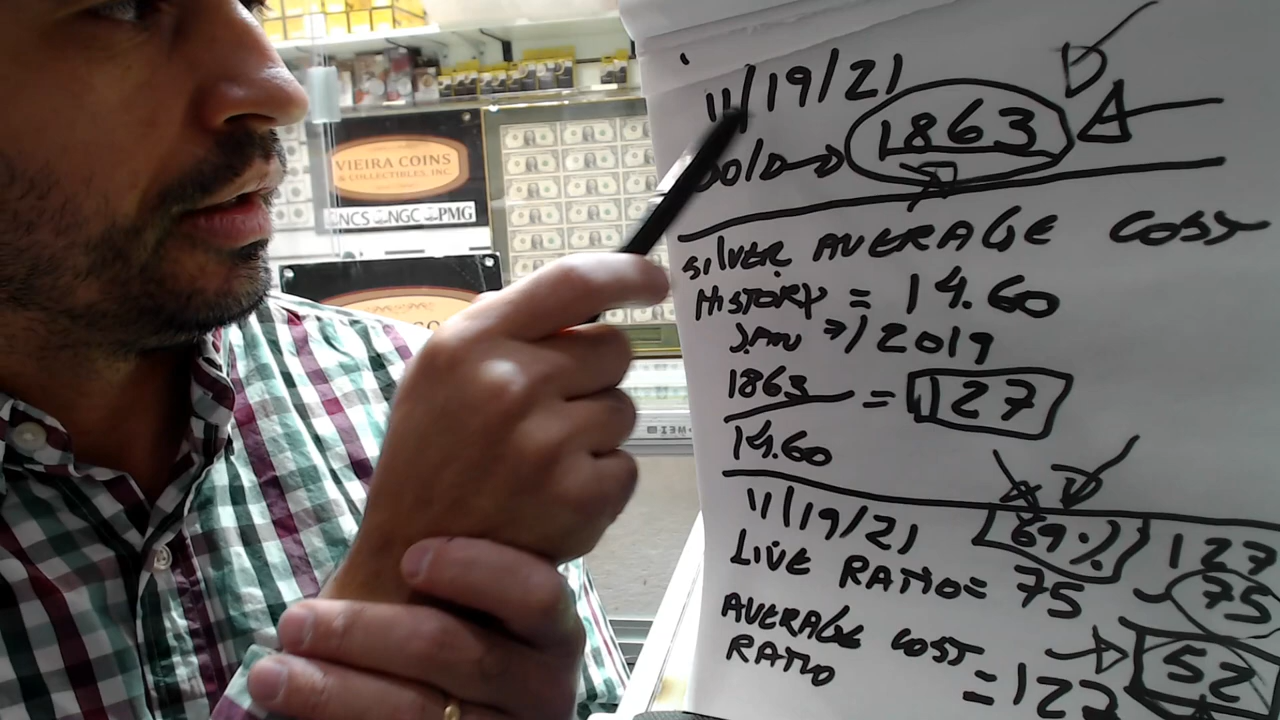 VIEIRA COINS
& COLLECTIBLES, INC.
NCS NGC PMG
11/19/21
1863
SILVER AVERAGE COST
HISTORY = 14.60
JAN 7/2019
1863 = 127
14.60
11/19/21
69% 127
LIVE RATIO= 75 - 75
AVERAGE COST
RATIO = 127 52